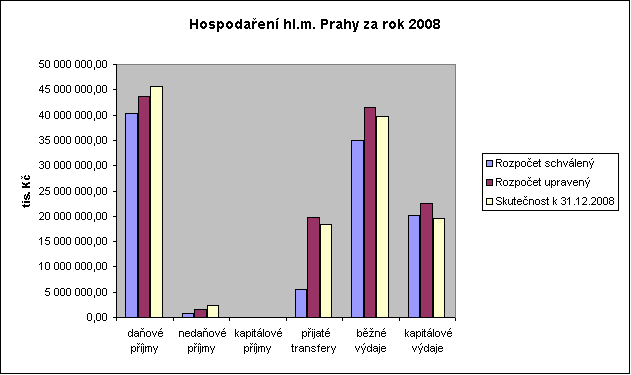 Hospodaření hl.m. Prahy za rok 2008
50 000 000,00
45 000 000,00
40 000 000,00
35 000 000,00
30 000 000,00
25 000 000,00
20 000 000,00
15 000 000,00
10 000 000,00
5 000 000,00
0,00
tis. Kč
daňové
příjmy
nedaňové
příjmy
kapitálové
příjmy
přijaté
transfery
běžné
výdaje
kapitálové
výdaje
Rozpočet schválený
Rozpočet upravený
Skutečnost k 31.12.2008